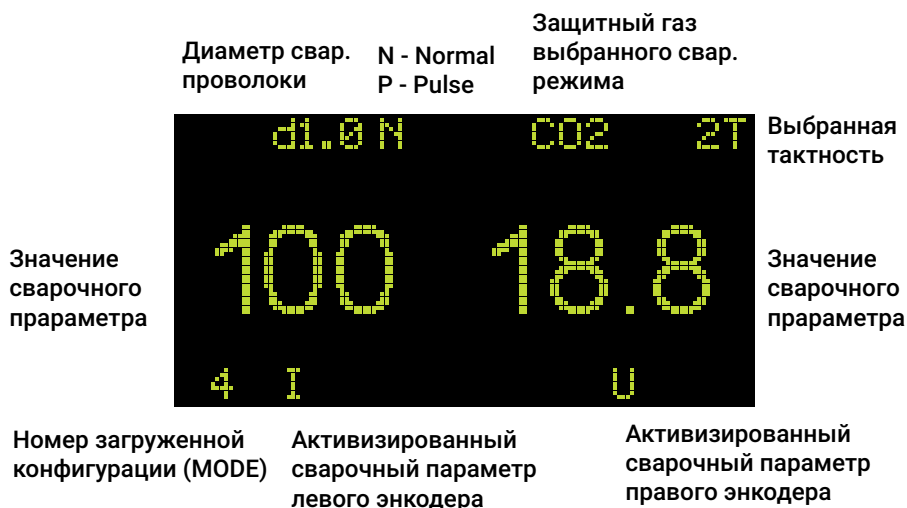 Диаметр свар.
проволоки
N - Normal
P - Pulse
Защитный газ
выбранного свар.
режима
d1.0 N CO2 2T
Выбранная
тактность
Значение
сварочного
прараметра
100 18.8
Значение
сварочного
прараметра
4 I U
Номер загруженной
конфигурации (MODE)
Активизированный
сварочный параметр
левого энкодера
Активизированный
сварочный параметр
правого энкодера